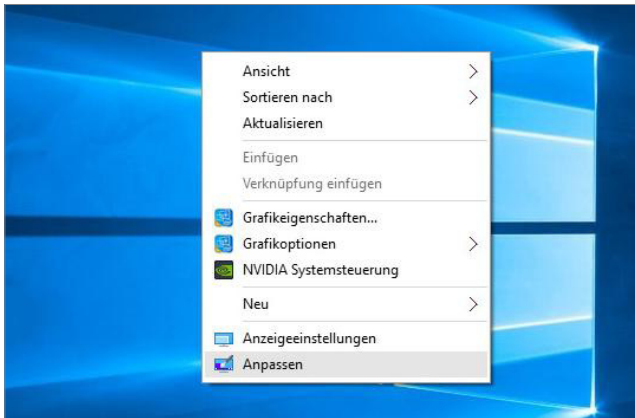 Ansicht
Sortieren nach
Aktualisieren
Einfügen
Verknüpfung einfügen
Grafikeigenschaften...
Grafikoptionen
NVIDIA Systemsteuerung
Neu
Anzeigeeinstellungen
Anpassen